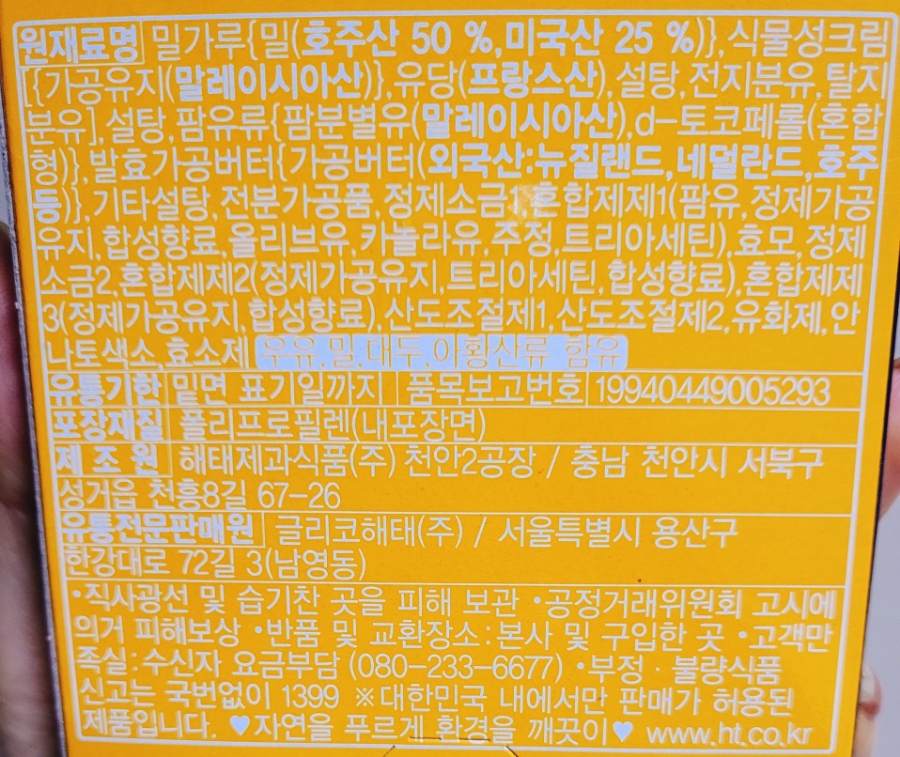 원재료명 밀가루{밀(호주산 50 %,미국산 25 %)},식물성크림
[{가공유지(말레이시아산)},유당(프랑스산),설탕,전지분유,탈지
분유],설탕,팜유류{팜분별유(말레이시아산),d-토코페롤(혼합
형)},발효가공버터{가공버터(외국산:뉴질랜드,네덜란드,호주
등)},기타설탕,전분가공품,정제소금1,혼합제제1(팜유,정제가공
유지,합성향료,올리브유,카놀라유,주정,트리아세틴),효모,정제
소금2,혼합제제2(정제가공유지,트리아세틴,합성향료),혼합제제
3(정제가공유지,합성향료),산도조절제1,산도조절제2,유화제,안
나토색소,효소제 우유,밀,대두,아황산류 함유
유통기한 밑면 표기일까지 품목보고번호 19940449005293
포장재질 폴리프로필렌(내포장면)
제 조 원 해태제과식품(주) 천안2공장 / 충남 천안시 서북구
성거읍 천흥8길 67-26
유통전문판매원 글리코해태(주) / 서울특별시 용산구
한강대로 72길 3(남영동)
•직사광선 및 습기찬 곳을 피해 보관 •공정거래위원회 고시에
의거 피해보상 •반품 및 교환장소:본사 및 구입한 곳 •고객만
족실:수신자 요금부담 (080-233-6677) •부정·불량식품
신고는 국번없이 1399 ※대한민국 내에서만 판매가 허용된
제품입니다. ♥자연을 푸르게 환경을 깨끗이♥ www.ht.co.kr